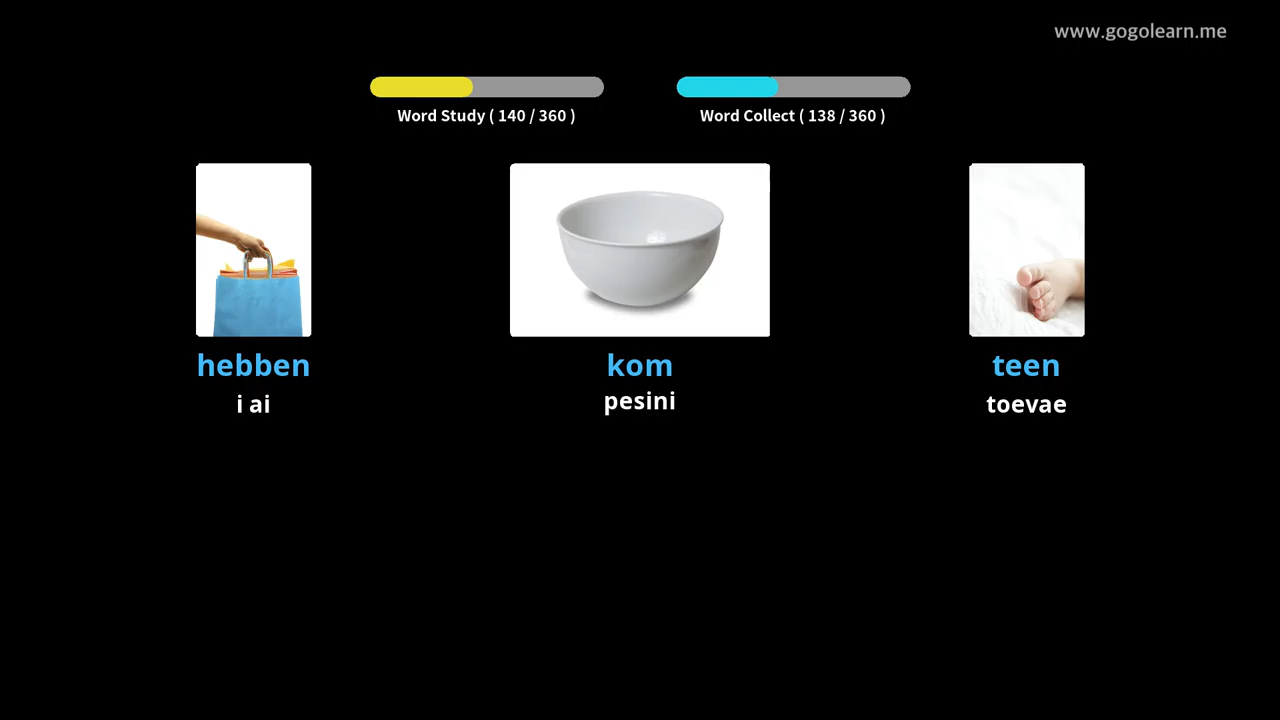 www.gogolearn.me
Word Study ( 140 / 360 )
Word Collect ( 138 / 360 )
hebben
kom
teen
i ai
pesini
toevae